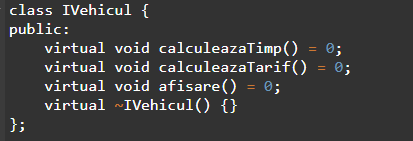 class IVehicul {
public:
    virtual void calculeazaTimp() = 0;
    virtual void calculeazaTarif() = 0;
    virtual void afisare() = 0;
    virtual ~IVehicul() {}
};